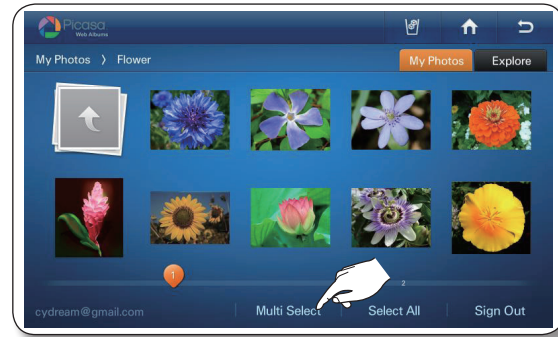 Picasa
Web Albums
My Photos > Flower
My Photos
Explore
1
2
cydream@gmail.com
Multi Select
Select All
Sign Out